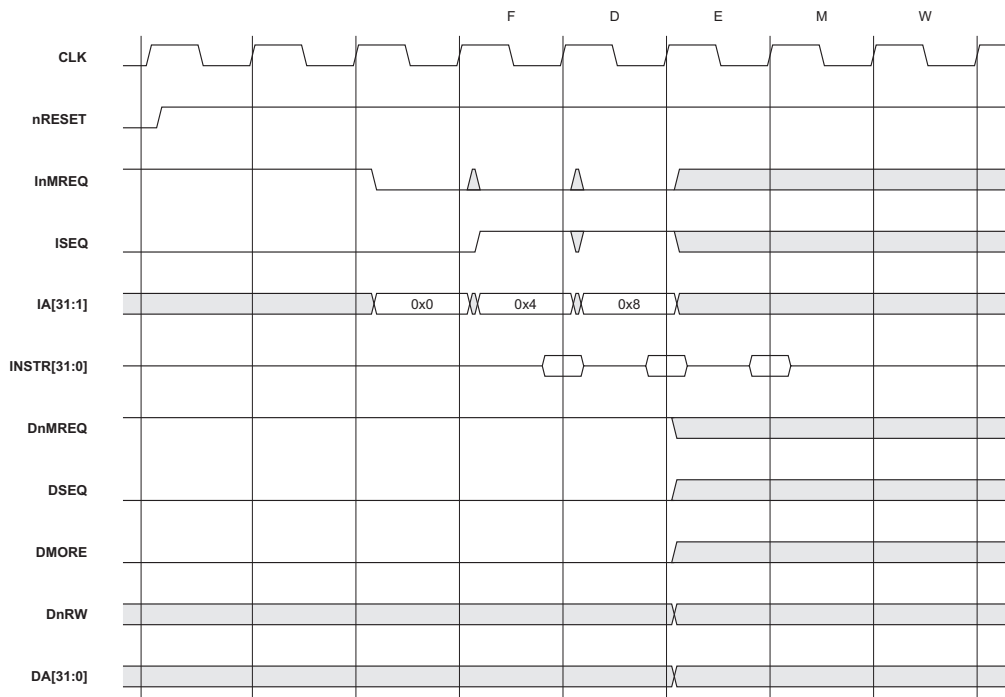 F D E M W
CLK
nRESET
InMREQ
ISEQ
IA[31:1] 0x0 0x4 0x8
INSTR[31:0]
DnMREQ
DSEQ
DMORE
DnRW
DA[31:0]